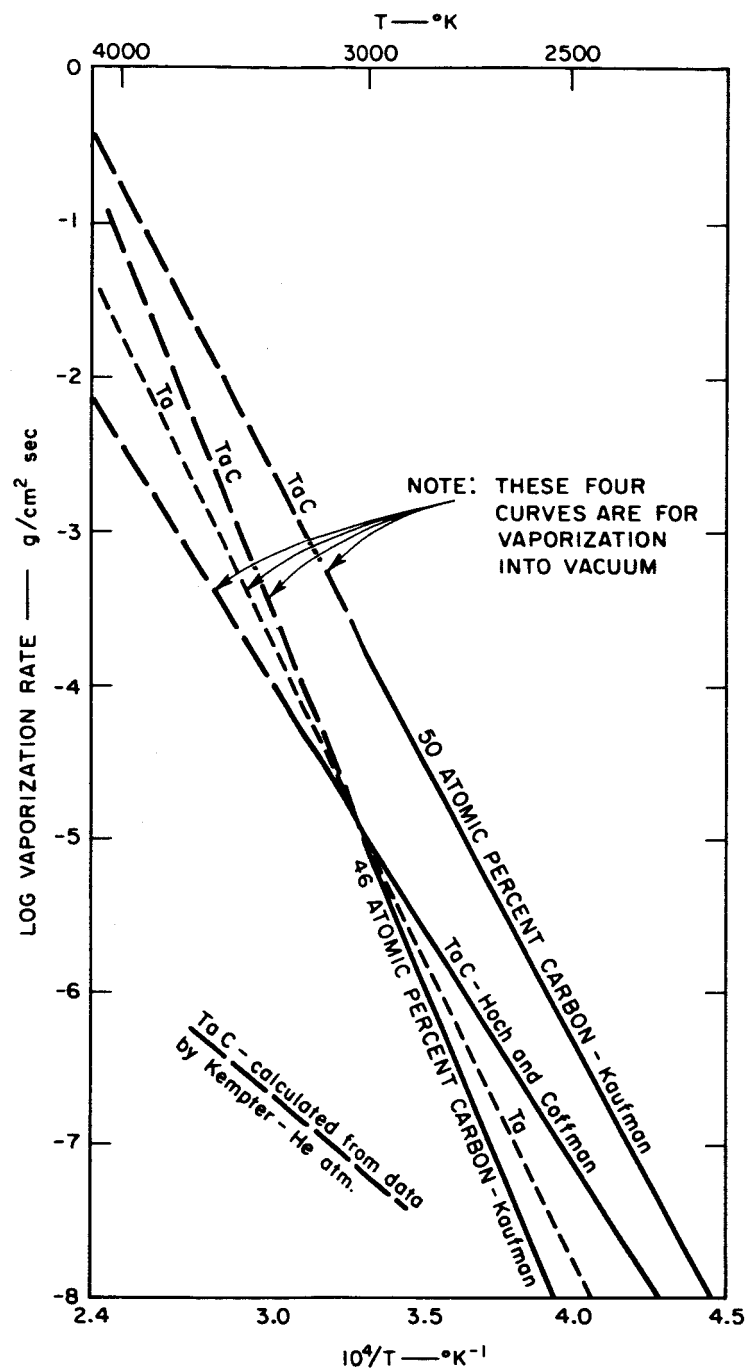 T — °K
4000 3000 2500
0
-1
-2
-3
-4
-5
-6
-7
-8
LOG VAPORIZATION RATE — g/cm² sec
Ta
TaC
TaC
NOTE: THESE FOUR
CURVES ARE FOR
VAPORIZATION
INTO VACUUM
50 ATOMIC PERCENT CARBON - Kaufman
46 ATOMIC PERCENT CARBON - Kaufman
TaC - Hoch and Coffman
Ta
TaC - calculated from data
by Kempter - He atm.
2.4 3.0 3.5 4.0 4.5
10⁴/T — °K⁻¹